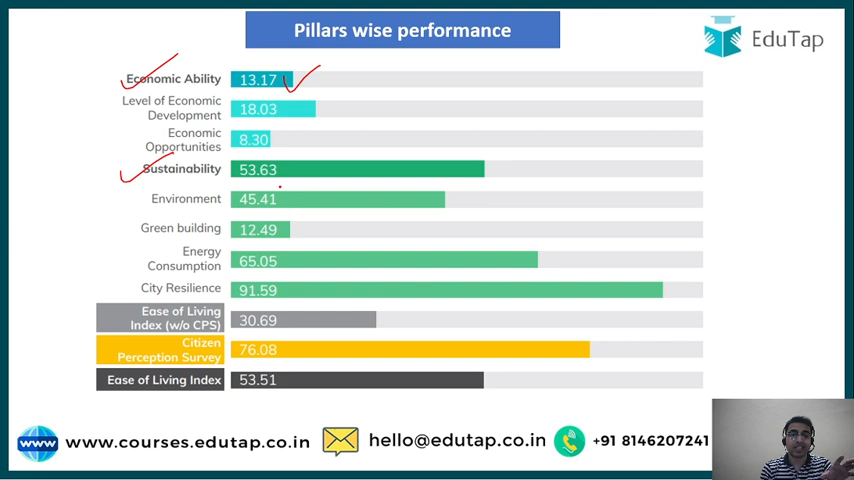 Pillars wise performance
EduTap
Economic Ability 13.17
Level of Economic
Development 18.03
Economic
Opportunities 8.30
Sustainability 53.63
Environment 45.41
Green building 12.49
Energy
Consumption 65.05
City Resilience 91.59
Ease of Living
Index (w/o CPS) 30.69
Citizen
Perception Survey 76.08
Ease of Living Index 53.51
www www.courses.edutap.co.in hello@edutap.co.in +91 8146207241